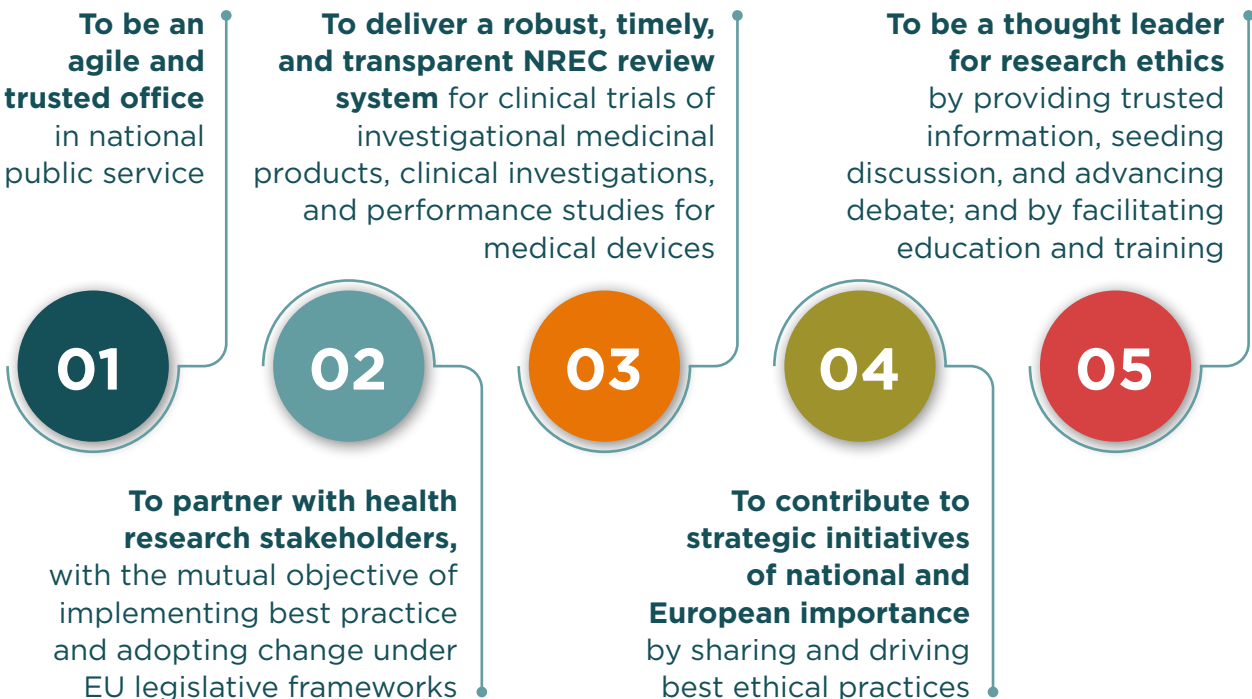 To be an
agile and
trusted office
in national
public service
01
To partner with health
research stakeholders,
with the mutual objective of
implementing best practice
and adopting change under
EU legislative frameworks
02
To deliver a robust, timely,
and transparent NREC review
system for clinical trials of
investigational medicinal
products, clinical investigations,
and performance studies for
medical devices
03
To contribute to
strategic initiatives
of national and
European importance
by sharing and driving
best ethical practices
04
To be a thought leader
for research ethics
by providing trusted
information, seeding
discussion, and advancing
debate; and by facilitating
education and training
05